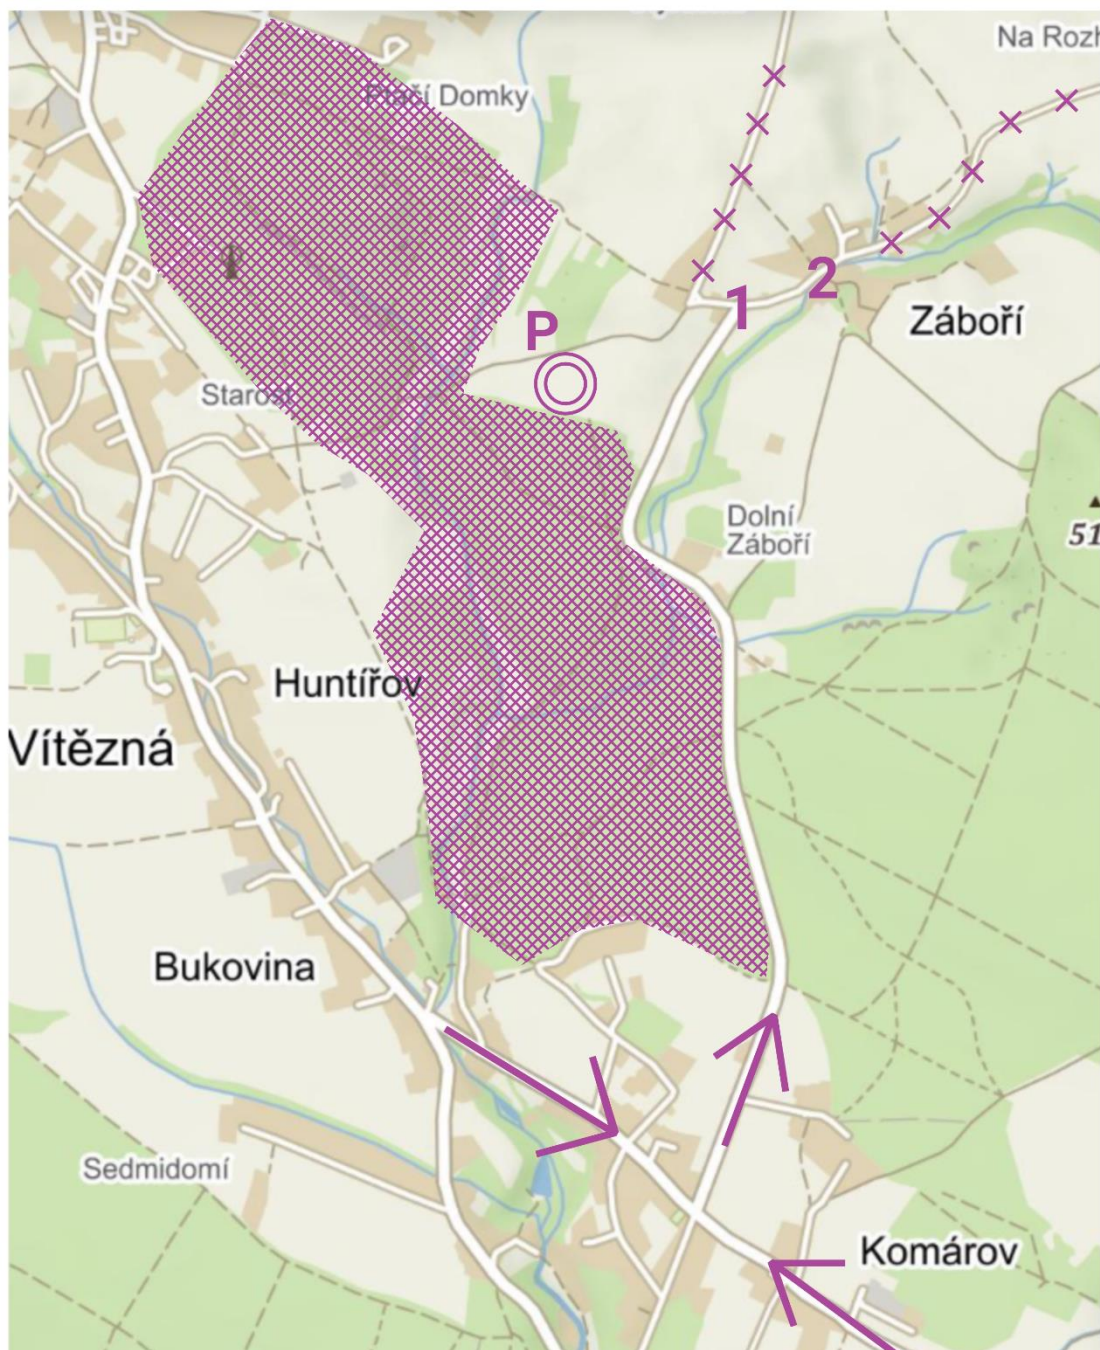 Na Rozh
Ptačí Domky
2
1
Záboří
P
Starost
Dolní
Záboří
51
Huntířov
Vítězná
Bukovina
Sedmidomí
Komárov